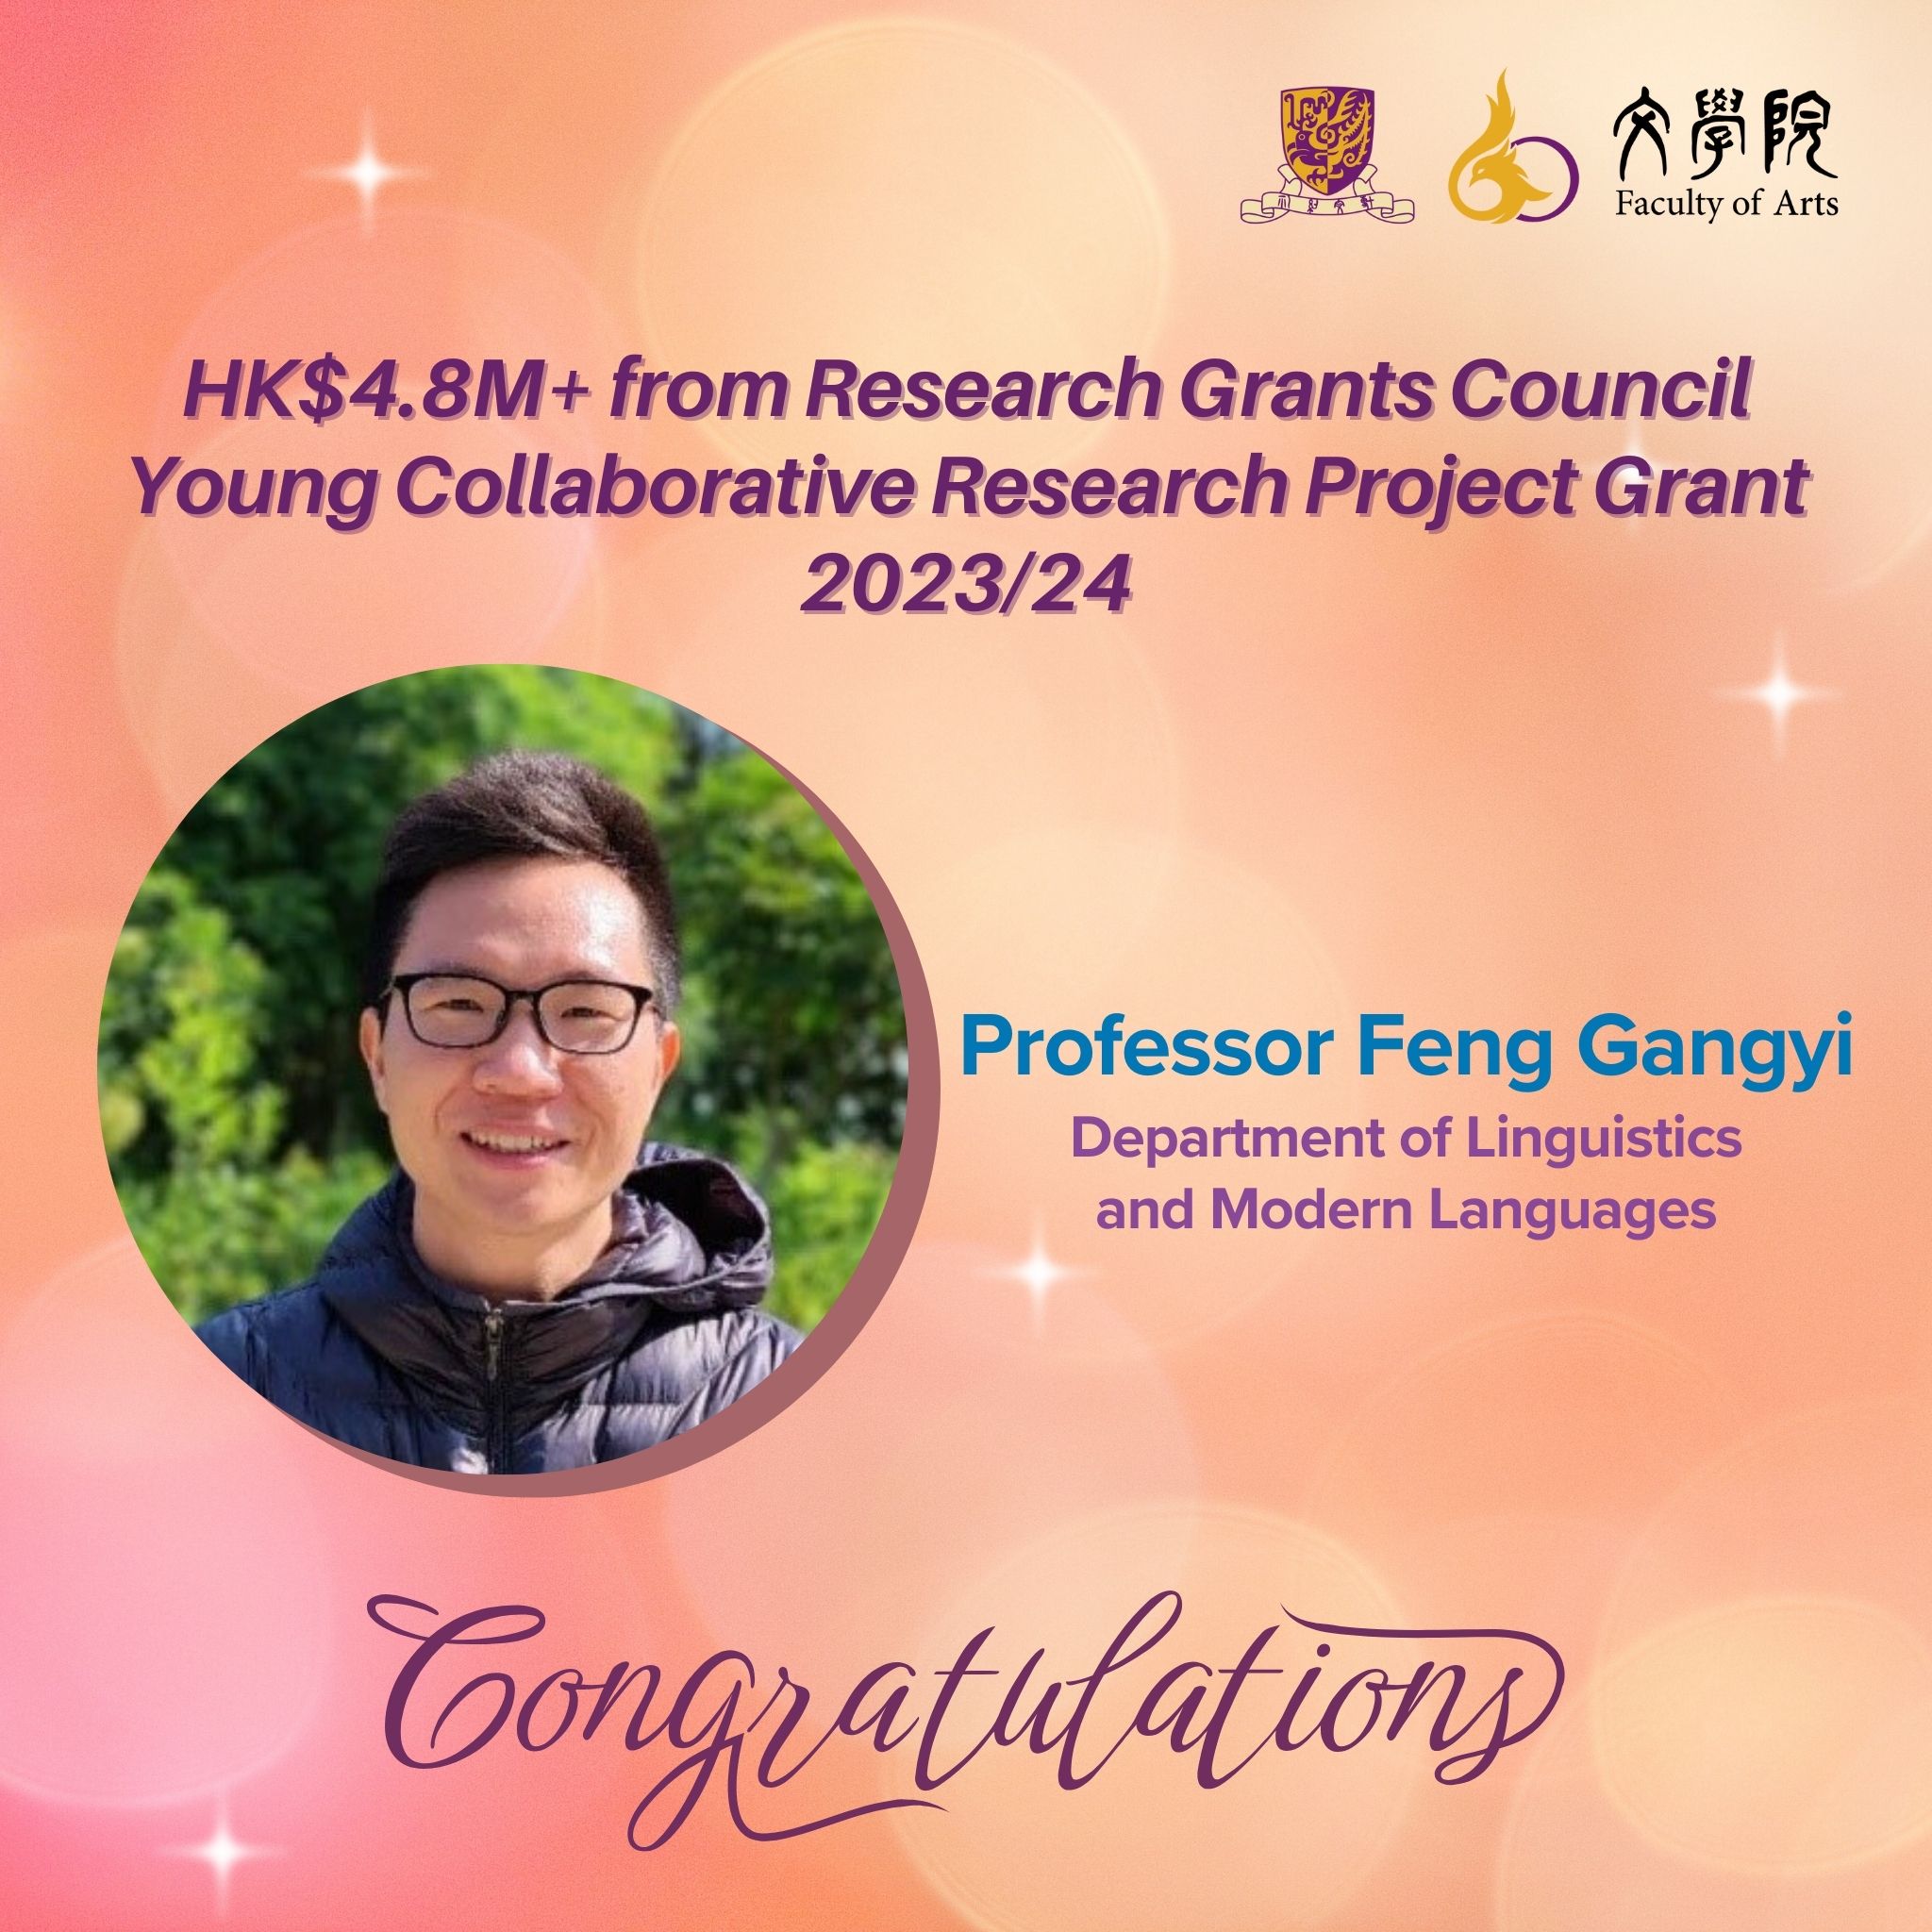 文學院
Faculty of Arts
HK$4.8M+ from Research Grants Council
Young Collaborative Research Project Grant
2023/24
Professor Feng Gangyi
Department of Linguistics
and Modern Languages
Congratulations